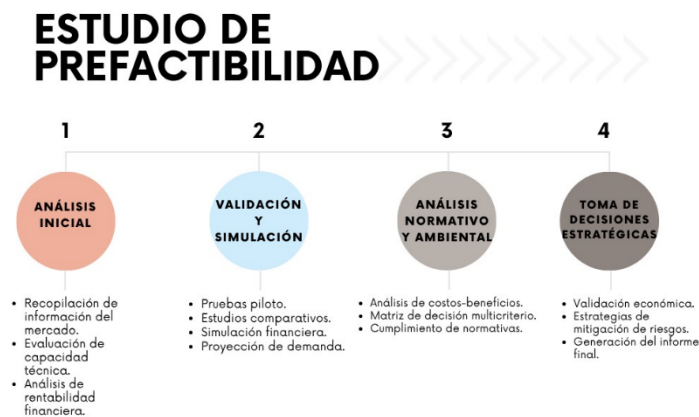 ESTUDIO DE
PREFACTIBILIDAD
1
2
3
4
ANÁLISIS
INICIAL
VALIDACIÓN
Y
SIMULACIÓN
ANÁLISIS
NORMATIVO
Y AMBIENTAL
TOMA DE
DECISIONES
ESTRATÉGICAS
• Recopilación de
información del
mercado.
• Evaluación de
capacidad
técnica.
• Análisis de
rentabilidad
financiera.
• Pruebas piloto.
• Estudios comparativos.
• Simulación financiera.
• Proyección de demanda.
• Análisis de costos-beneficios.
• Matriz de decisión multicriterio.
• Cumplimiento de normativas.
• Validación económica.
• Estrategias de
mitigación de riesgos.
• Generación del informe
final.